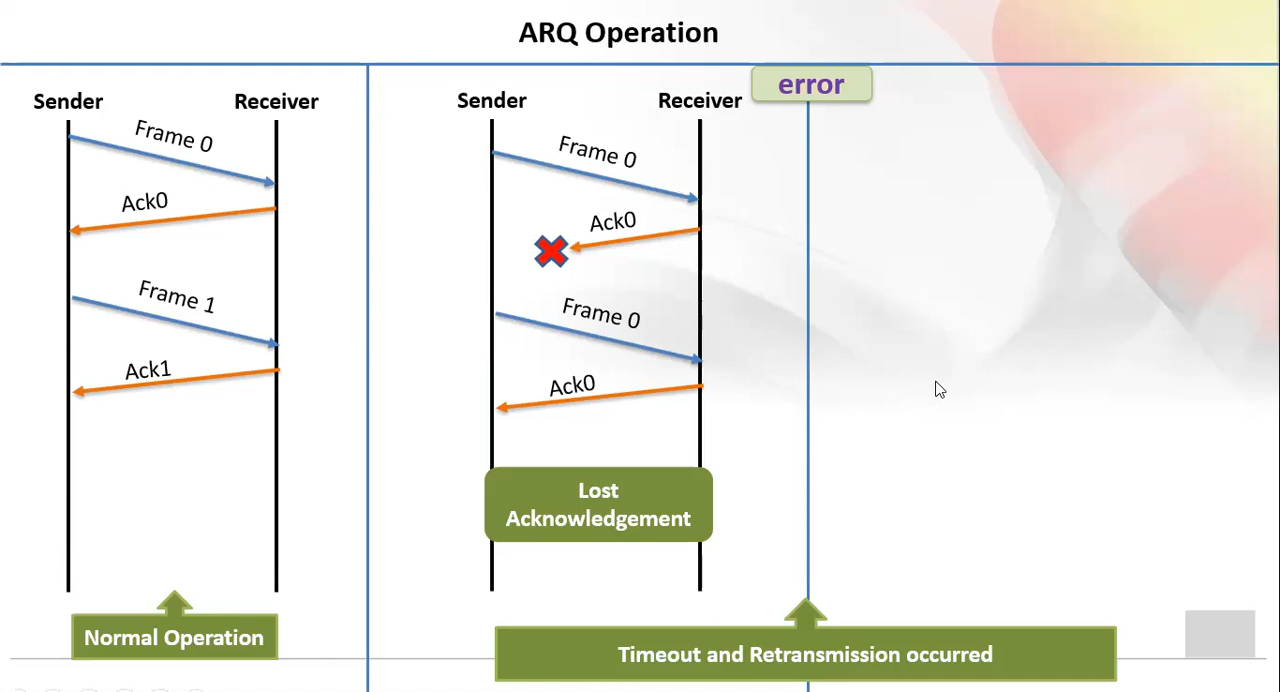 ARQ Operation
error
Sender
Receiver
Frame 0
Ack0
Frame 1
Ack1
Normal Operation
Sender
Receiver
Frame 0
Ack0
Frame 0
Ack0
Lost
Acknowledgement
Timeout and Retransmission occurred